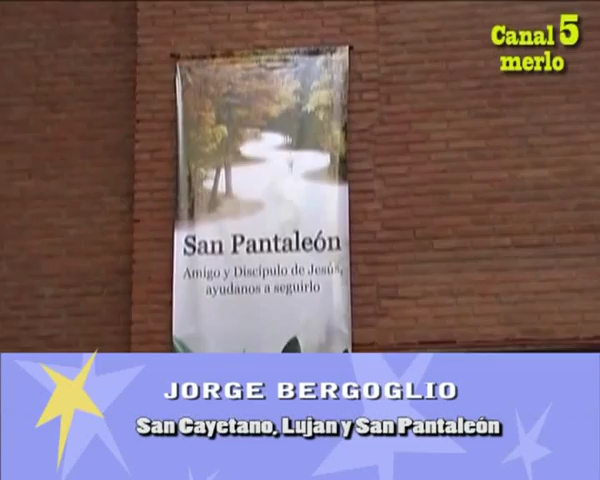 Canal 5
merlo
San Pantaleón
Amigo y Discípulo de Jesús,
ayudanos a seguirlo
JORGE BERGOGLIO
San Cayetano, Lujan y San Pantaleón